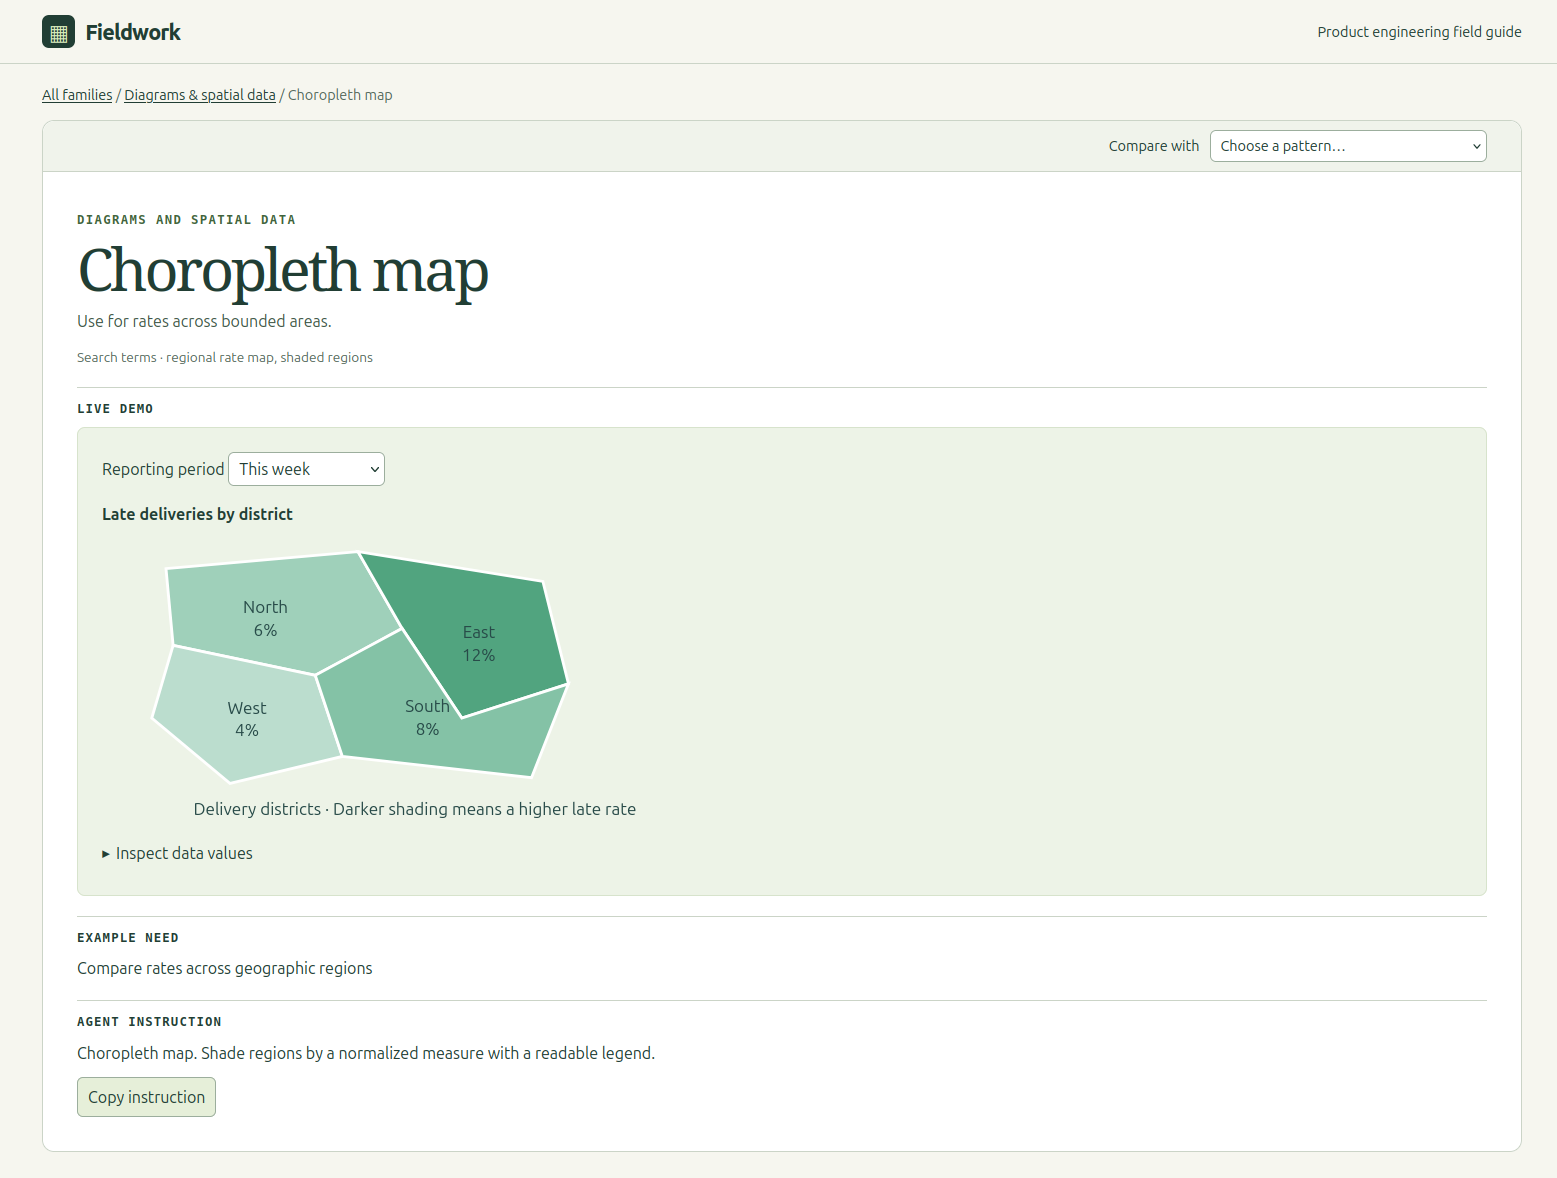 Fieldwork
Product engineering field guide
All families / Diagrams & spatial data / Choropleth map
Compare with Choose a pattern…
DIAGRAMS AND SPATIAL DATA
Choropleth map
Use for rates across bounded areas.
Search terms · regional rate map, shaded regions
LIVE DEMO
Reporting period This week
Late deliveries by district
North
6%
East
12%
West
4%
South
8%
Delivery districts · Darker shading means a higher late rate
Inspect data values
EXAMPLE NEED
Compare rates across geographic regions
AGENT INSTRUCTION
Choropleth map. Shade regions by a normalized measure with a readable legend.
Copy instruction